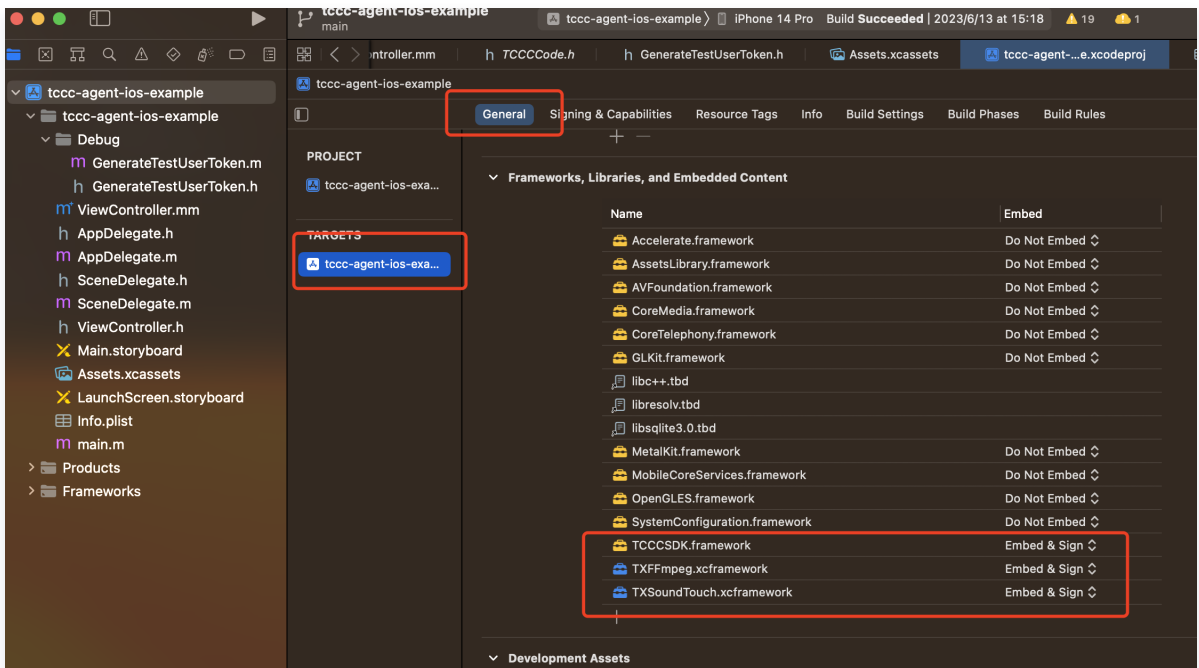 tccc-agent-ios-example
main
tccc-agent-ios-example
iPhone 14 Pro
Build Succeeded | 2023/6/13 at 15:18
19
1
ntroller.mm
h TCCCCode.h
h GenerateTestUserToken.h
Assets.xcassets
tccc-agent-...e.xcodeproj
tccc-agent-ios-example
tccc-agent-ios-example
tccc-agent-ios-example
Debug
m GenerateTestUserToken.m
h GenerateTestUserToken.h
m+ ViewController.mm
h AppDelegate.h
m AppDelegate.m
h SceneDelegate.h
m SceneDelegate.m
h ViewController.h
Main.storyboard
Assets.xcassets
LaunchScreen.storyboard
Info.plist
m main.m
Products
Frameworks
General
Signing & Capabilities
Resource Tags
Info
Build Settings
Build Phases
Build Rules
PROJECT
tccc-agent-ios-exa...
TARGETS
tccc-agent-ios-exa...
Frameworks, Libraries, and Embedded Content
Name Embed
Accelerate.framework Do Not Embed
AssetsLibrary.framework Do Not Embed
AVFoundation.framework Do Not Embed
CoreMedia.framework Do Not Embed
CoreTelephony.framework Do Not Embed
GLKit.framework Do Not Embed
libc++.tbd
libresolv.tbd
libsqlite3.0.tbd
MetalKit.framework Do Not Embed
MobileCoreServices.framework Do Not Embed
OpenGLES.framework Do Not Embed
SystemConfiguration.framework Do Not Embed
TCCCSDK.framework Embed & Sign
TXFFmpeg.xcframework Embed & Sign
TXSoundTouch.xcframework Embed & Sign
Development Assets